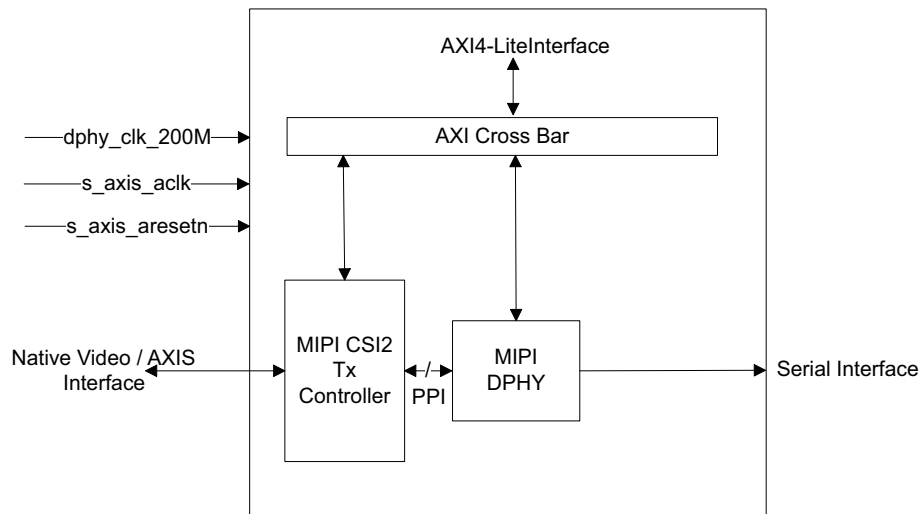 AXI4-LiteInterface
AXI Cross Bar
dphy_clk_200M
s_axis_aclk
s_axis_aresetn
Native Video / AXIS
Interface
MIPI CSI2
Tx
Controller
/
PPI
MIPI
DPHY
Serial Interface